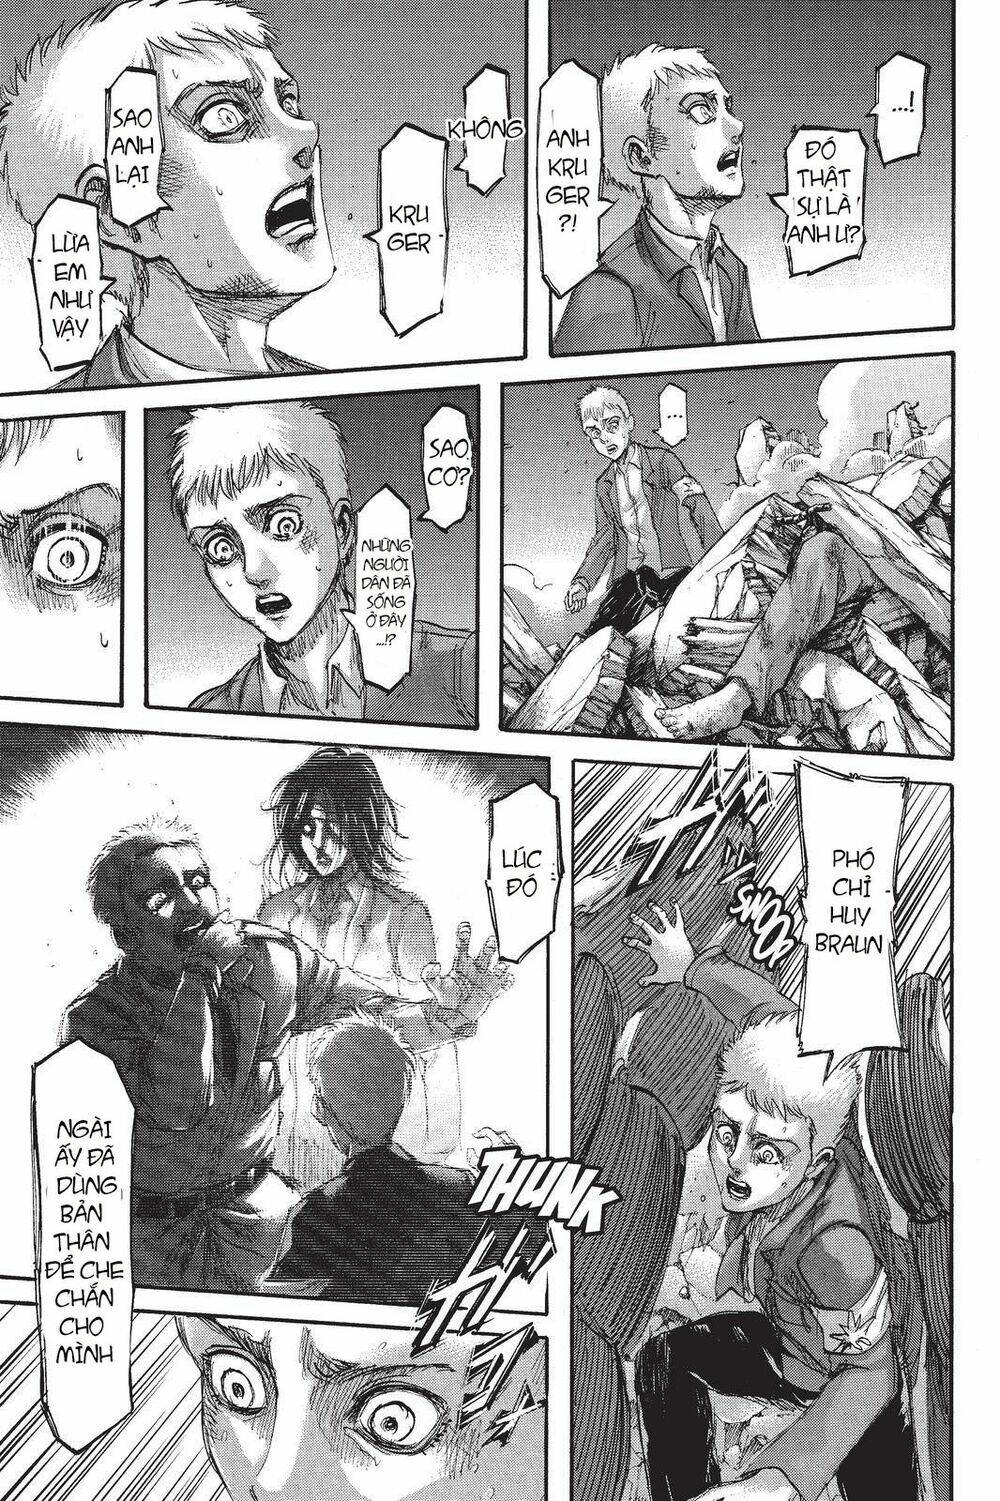 ...!
ĐÓ
THẬT
SỰ LÀ
ANH Ư?
ANH
KRU
GER
?!
KHÔNG
KRU
GER
SAO
ANH
LẠI
LỪA
EM
NHƯ
VẬY
...
SAO
CƠ?
NHỮNG
NGƯỜI
DÂN ĐÃ
SỐNG
Ở ĐÂY
...!?
PHÓ
CHỈ
HUY
BRAUN
SWOOP
LÚC
ĐÓ
NGÀI
ẤY ĐÃ
DÙNG
BẢN
THÂN
ĐỂ CHE
CHẮN
CHO
MÌNH
THUNK